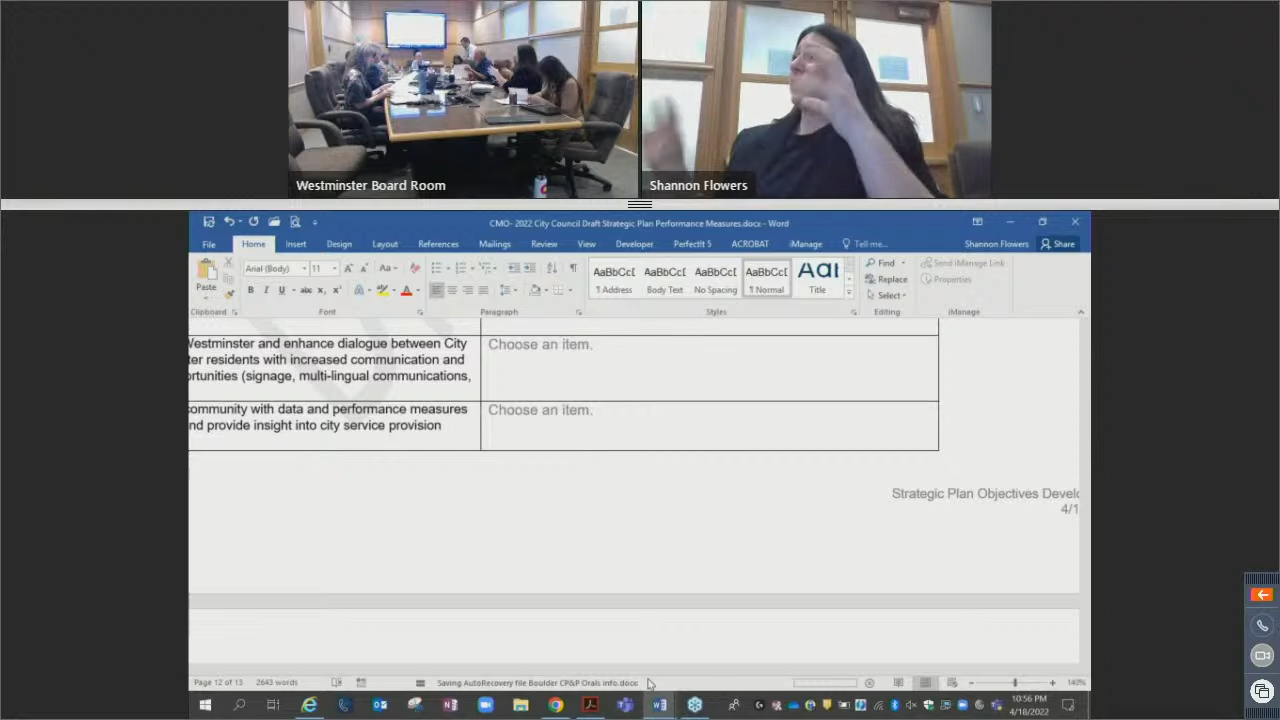 Westminster Board Room
Shannon Flowers
CMO- 2022 City Council Draft Strategic Plan Performance Measures.docx - Word
File Home Insert Design Layout References Mailings Review View Developer PerfectIt 5 ACROBAT iManage Tell me... Shannon Flowers Share
Paste
Arial (Body) 11
AaBbCcI AaBbCcI AaBbCcI AaBbCcI AaI
¶ Address Body Text No Spacing ¶ Normal Title
Find
Replace
Select
Send iManage Link
Properties
Clipboard Font Paragraph Styles Editing iManage
Westminster and enhance dialogue between City
ter residents with increased communication and
ortunities (signage, multi-lingual communications,
Choose an item.
community with data and performance measures
nd provide insight into city service provision
Choose an item.
Strategic Plan Objectives Develo
4/1
Page 12 of 13 2643 words Saving AutoRecovery file Boulder CP&P Orals info.docx 140%
10:56 PM
4/18/2022